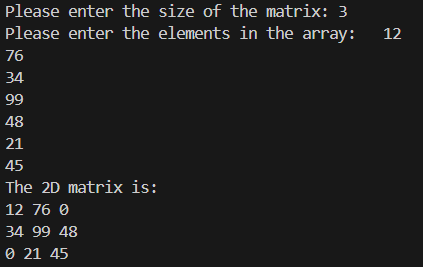 Please enter the size of the matrix: 3
Please enter the elements in the array:   12
76
34
99
48
21
45
The 2D matrix is:
12 76 0
34 99 48
0 21 45